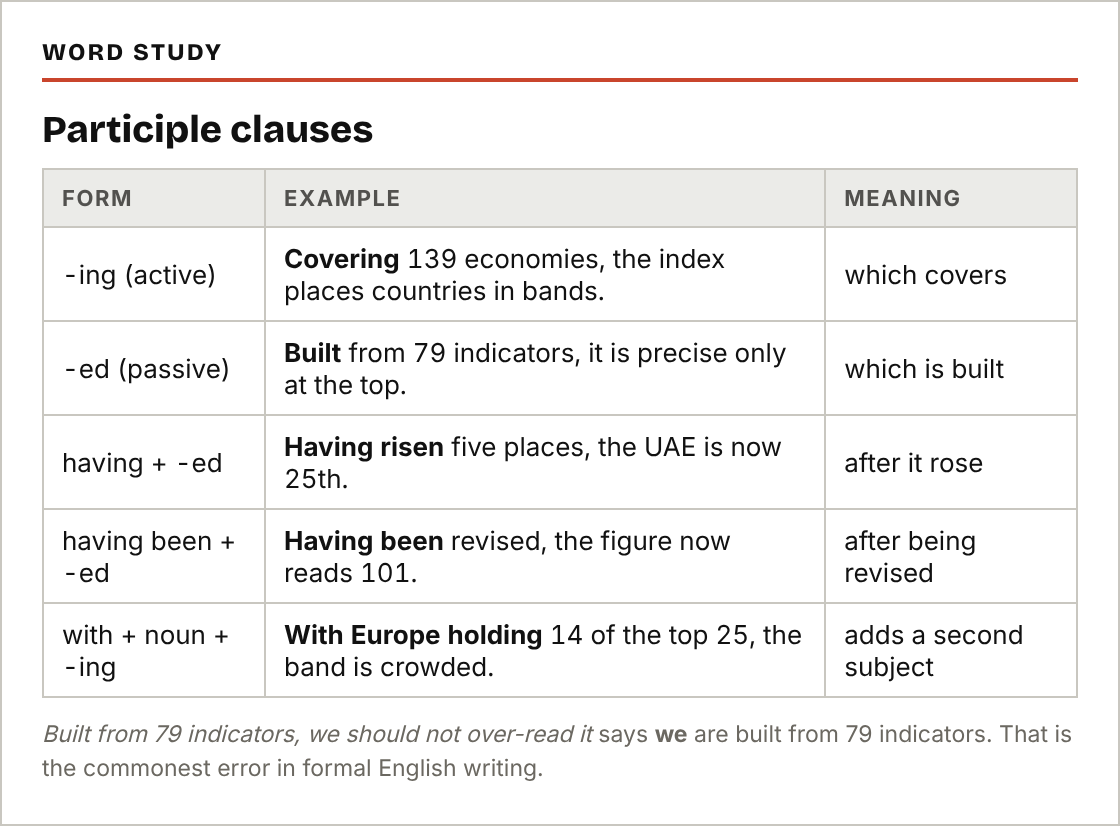 WORD STUDY
Participle clauses
FORM EXAMPLE MEANING
-ing (active) Covering 139 economies, the index places countries in bands. which covers
-ed (passive) Built from 79 indicators, it is precise only at the top. which is built
having + -ed Having risen five places, the UAE is now 25th. after it rose
having been + -ed Having been revised, the figure now reads 101. after being revised
with + noun + -ing With Europe holding 14 of the top 25, the band is crowded. adds a second subject
Built from 79 indicators, we should not over-read it says we are built from 79 indicators. That is
the commonest error in formal English writing.